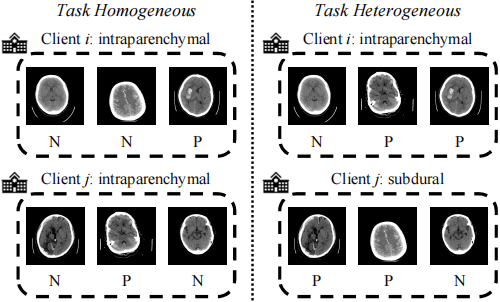 Task Homogeneous
Client i: intraparenchymal
N N P
Client j: intraparenchymal
N P N
Task Heterogeneous
Client i: intraparenchymal
N P P
Client j: subdural
P P N